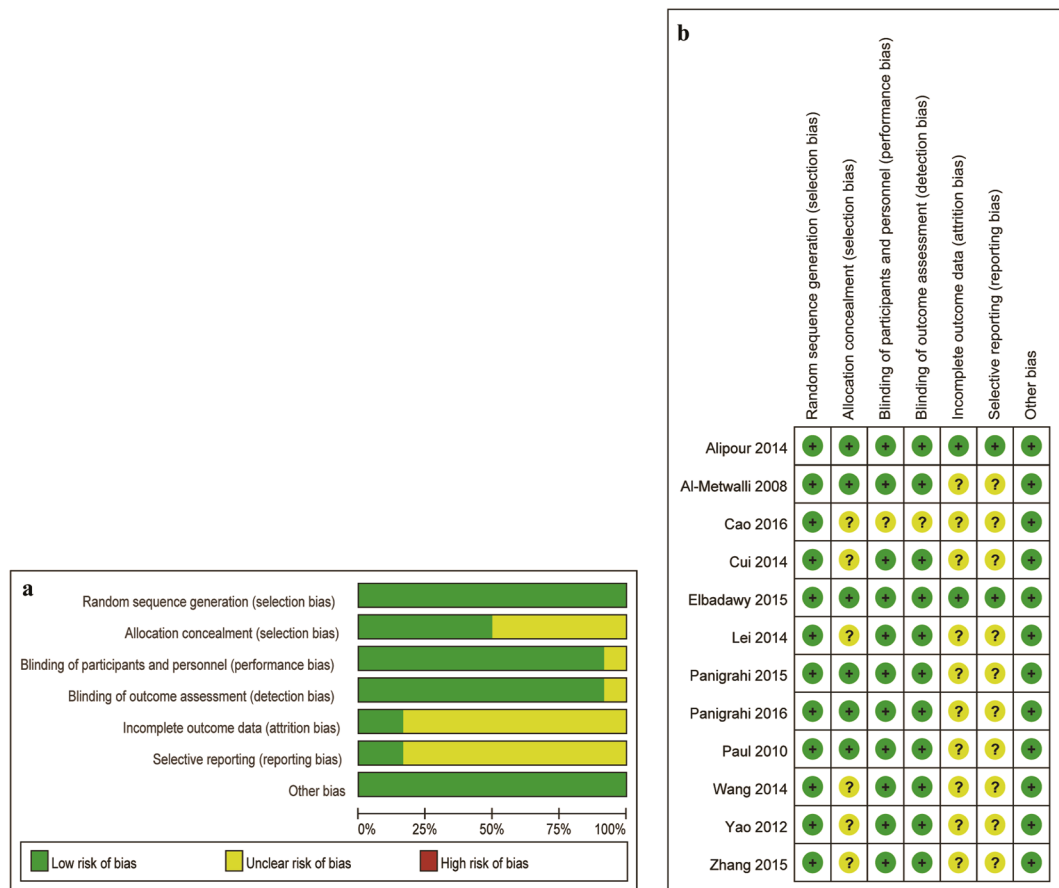 a
Random sequence generation (selection bias)
Allocation concealment (selection bias)
Blinding of participants and personnel (performance bias)
Blinding of outcome assessment (detection bias)
Incomplete outcome data (attrition bias)
Selective reporting (reporting bias)
Other bias
0% 25% 50% 75% 100%
Low risk of bias Unclear risk of bias High risk of bias
b
Random sequence generation (selection bias)
Allocation concealment (selection bias)
Blinding of participants and personnel (performance bias)
Blinding of outcome assessment (detection bias)
Incomplete outcome data (attrition bias)
Selective reporting (reporting bias)
Other bias
Alipour 2014 + + + + + + +
Al-Metwalli 2008 + + + + ? ? +
Cao 2016 + ? ? ? ? ? +
Cui 2014 + ? + + ? ? +
Elbadawy 2015 + + + + + + +
Lei 2014 + ? + + ? ? +
Panigrahi 2015 + + + + ? ? +
Panigrahi 2016 + + + + ? ? +
Paul 2010 + + + + ? ? +
Wang 2014 + ? + + ? ? +
Yao 2012 + ? + + ? ? +
Zhang 2015 + ? + + ? ? +